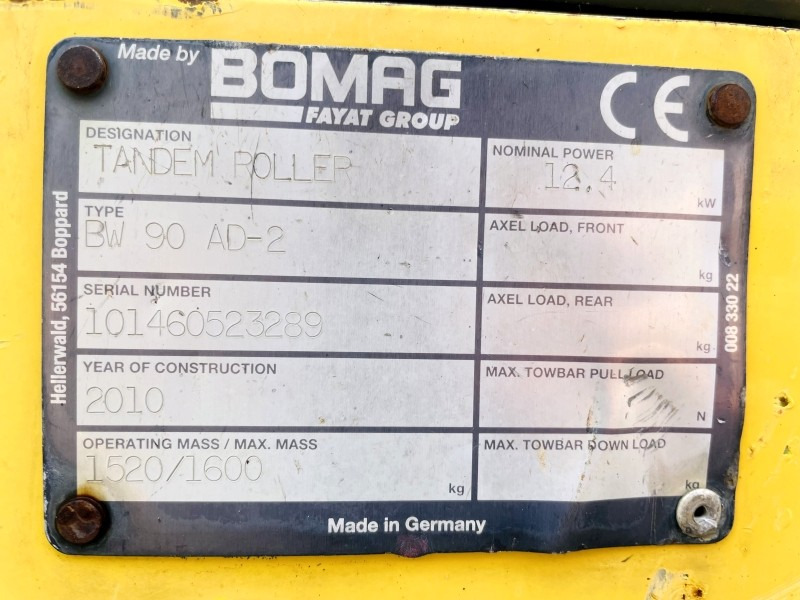 Made by BOMAG
FAYAT GROUP
CE
DESIGNATION
TANDEM ROLLER
NOMINAL POWER
12.4 kW
TYPE
BW 90 AD-2
AXEL LOAD, FRONT
kg
SERIAL NUMBER
101460523289
AXEL LOAD, REAR
kg
YEAR OF CONSTRUCTION
2010
MAX. TOWBAR PULL LOAD
N
OPERATING MASS / MAX. MASS
1520/1600 kg
MAX. TOWBAR DOWN LOAD
kg
Made in Germany
Hellerwald, 56154 Boppard
008 330 22